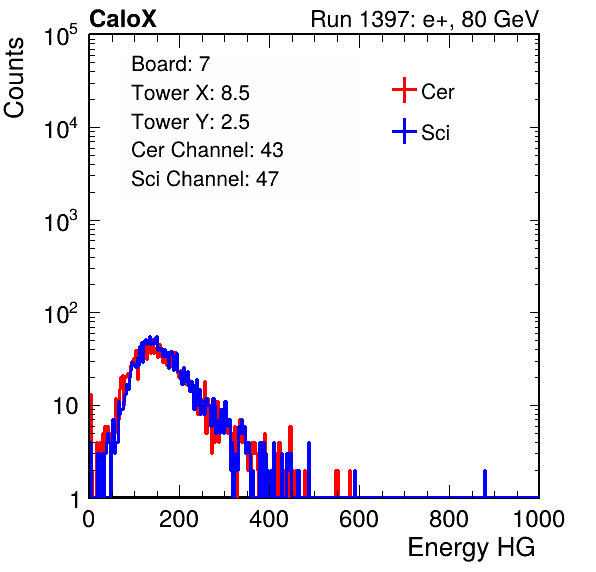 CaloX Run 1397: e+, 80 GeV
Counts
10^5
10^4
10^3
10^2
10
1
Board: 7
Tower X: 8.5
Tower Y: 2.5
Cer Channel: 43
Sci Channel: 47
Cer
Sci
0 200 400 600 800 1000
Energy HG